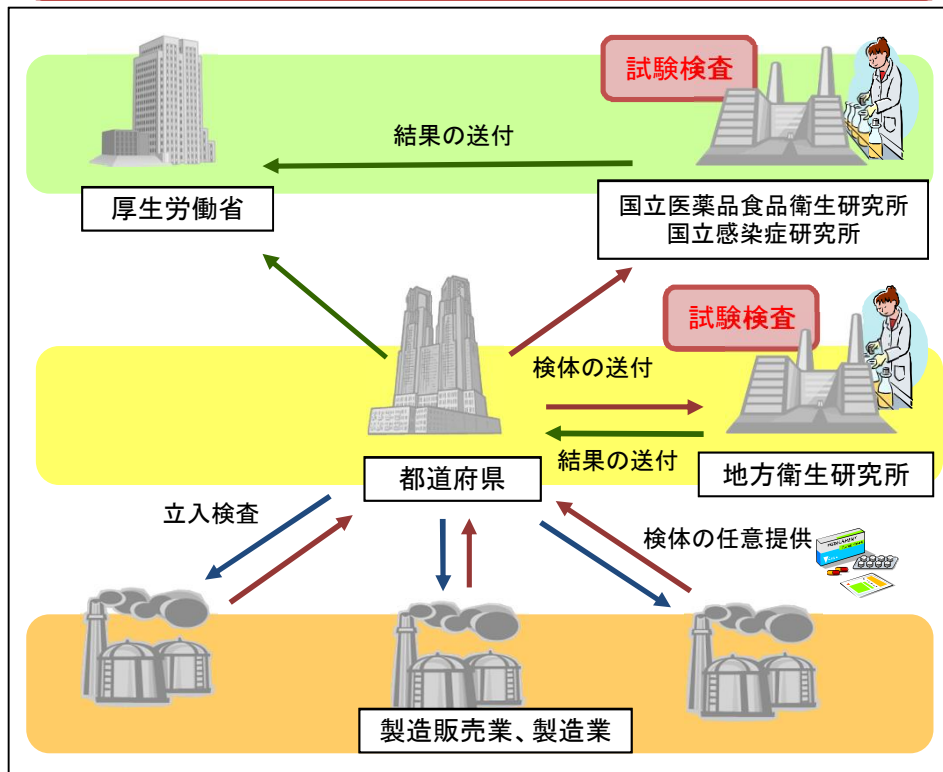 試験検査
結果の送付
厚生労働省
国立医薬品食品衛生研究所
国立感染症研究所
試験検査
検体の送付
結果の送付
都道府県
地方衛生研究所
立入検査
検体の任意提供
製造販売業、製造業